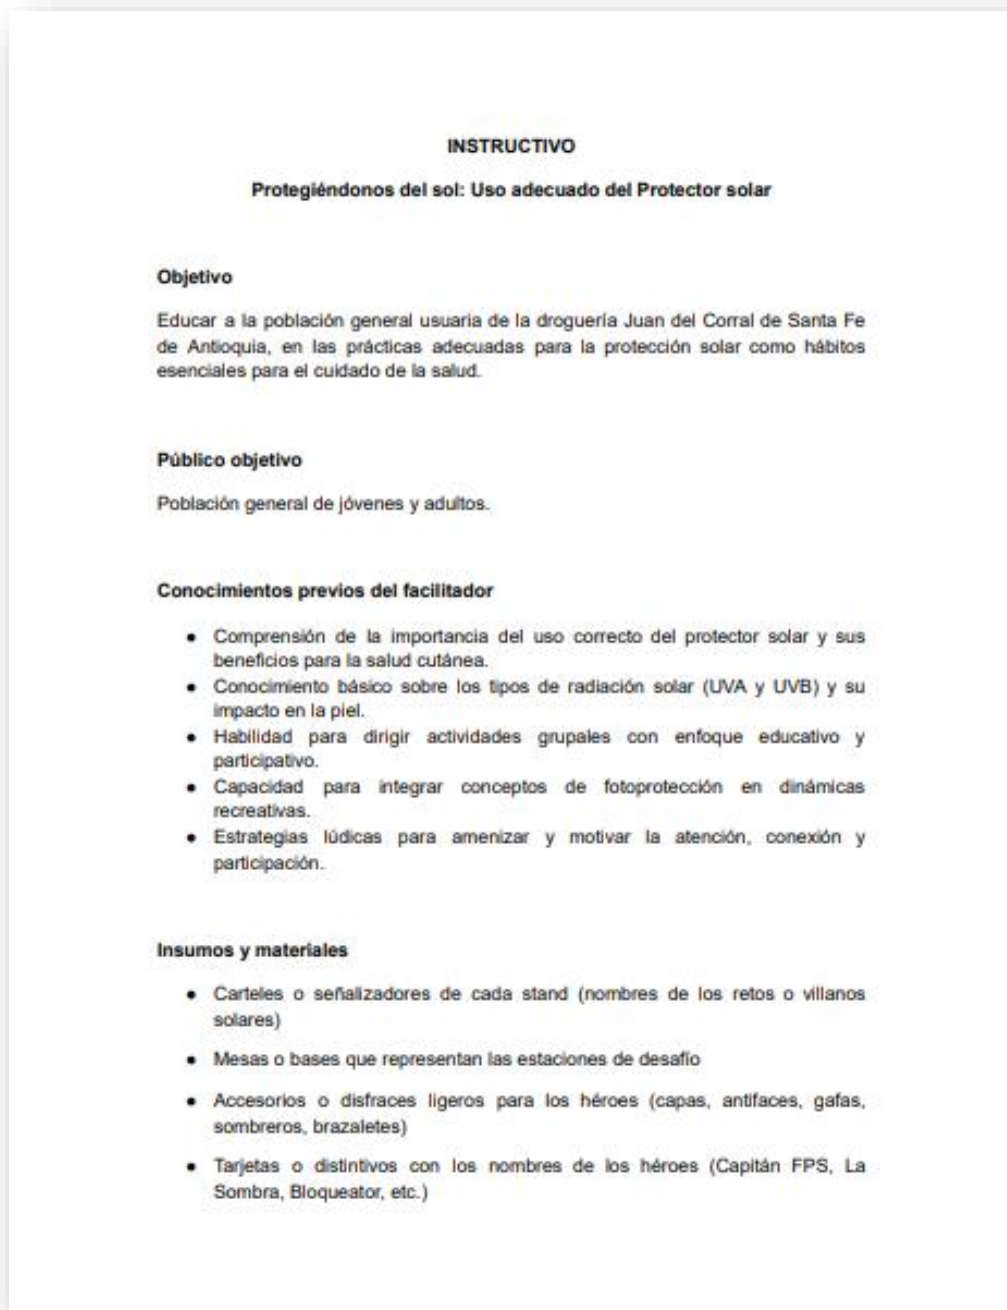 INSTRUCTIVO
Protegiéndonos del sol: Uso adecuado del Protector solar
Objetivo
Educar a la población general usuaria de la droguería Juan del Corral de Santa Fe
de Antioquia, en las prácticas adecuadas para la protección solar como hábitos
esenciales para el cuidado de la salud.
Público objetivo
Población general de jóvenes y adultos.
Conocimientos previos del facilitador
● Comprensión de la importancia del uso correcto del protector solar y sus
beneficios para la salud cutánea.
● Conocimiento básico sobre los tipos de radiación solar (UVA y UVB) y su
impacto en la piel.
● Habilidad para dirigir actividades grupales con enfoque educativo y
participativo.
● Capacidad para integrar conceptos de fotoprotección en dinámicas
recreativas.
● Estrategias lúdicas para amenizar y motivar la atención, conexión y
participación.
Insumos y materiales
● Carteles o señalizadores de cada stand (nombres de los retos o villanos
solares)
● Mesas o bases que representan las estaciones de desafío
● Accesorios o disfraces ligeros para los héroes (capas, antifaces, gafas,
sombreros, brazaletes)
● Tarjetas o distintivos con los nombres de los héroes (Capitán FPS, La
Sombra, Bloqueator, etc.)